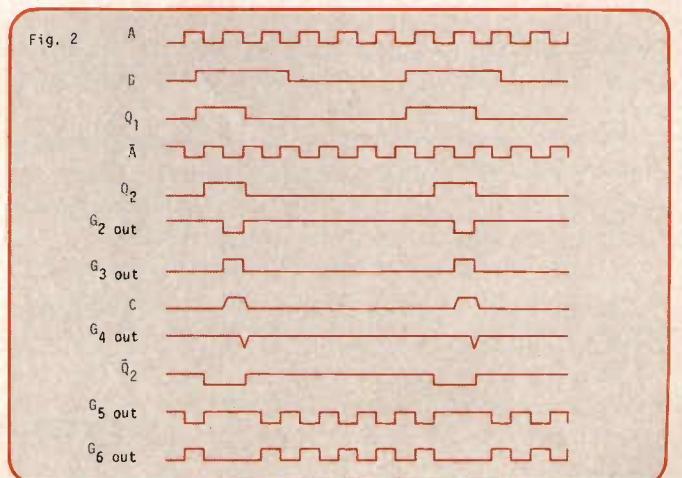 Fig. 2
A
Q1
Ā
Q2
G2 out
G3 out
C
G4 out
Q̄2
G5 out
G6 out